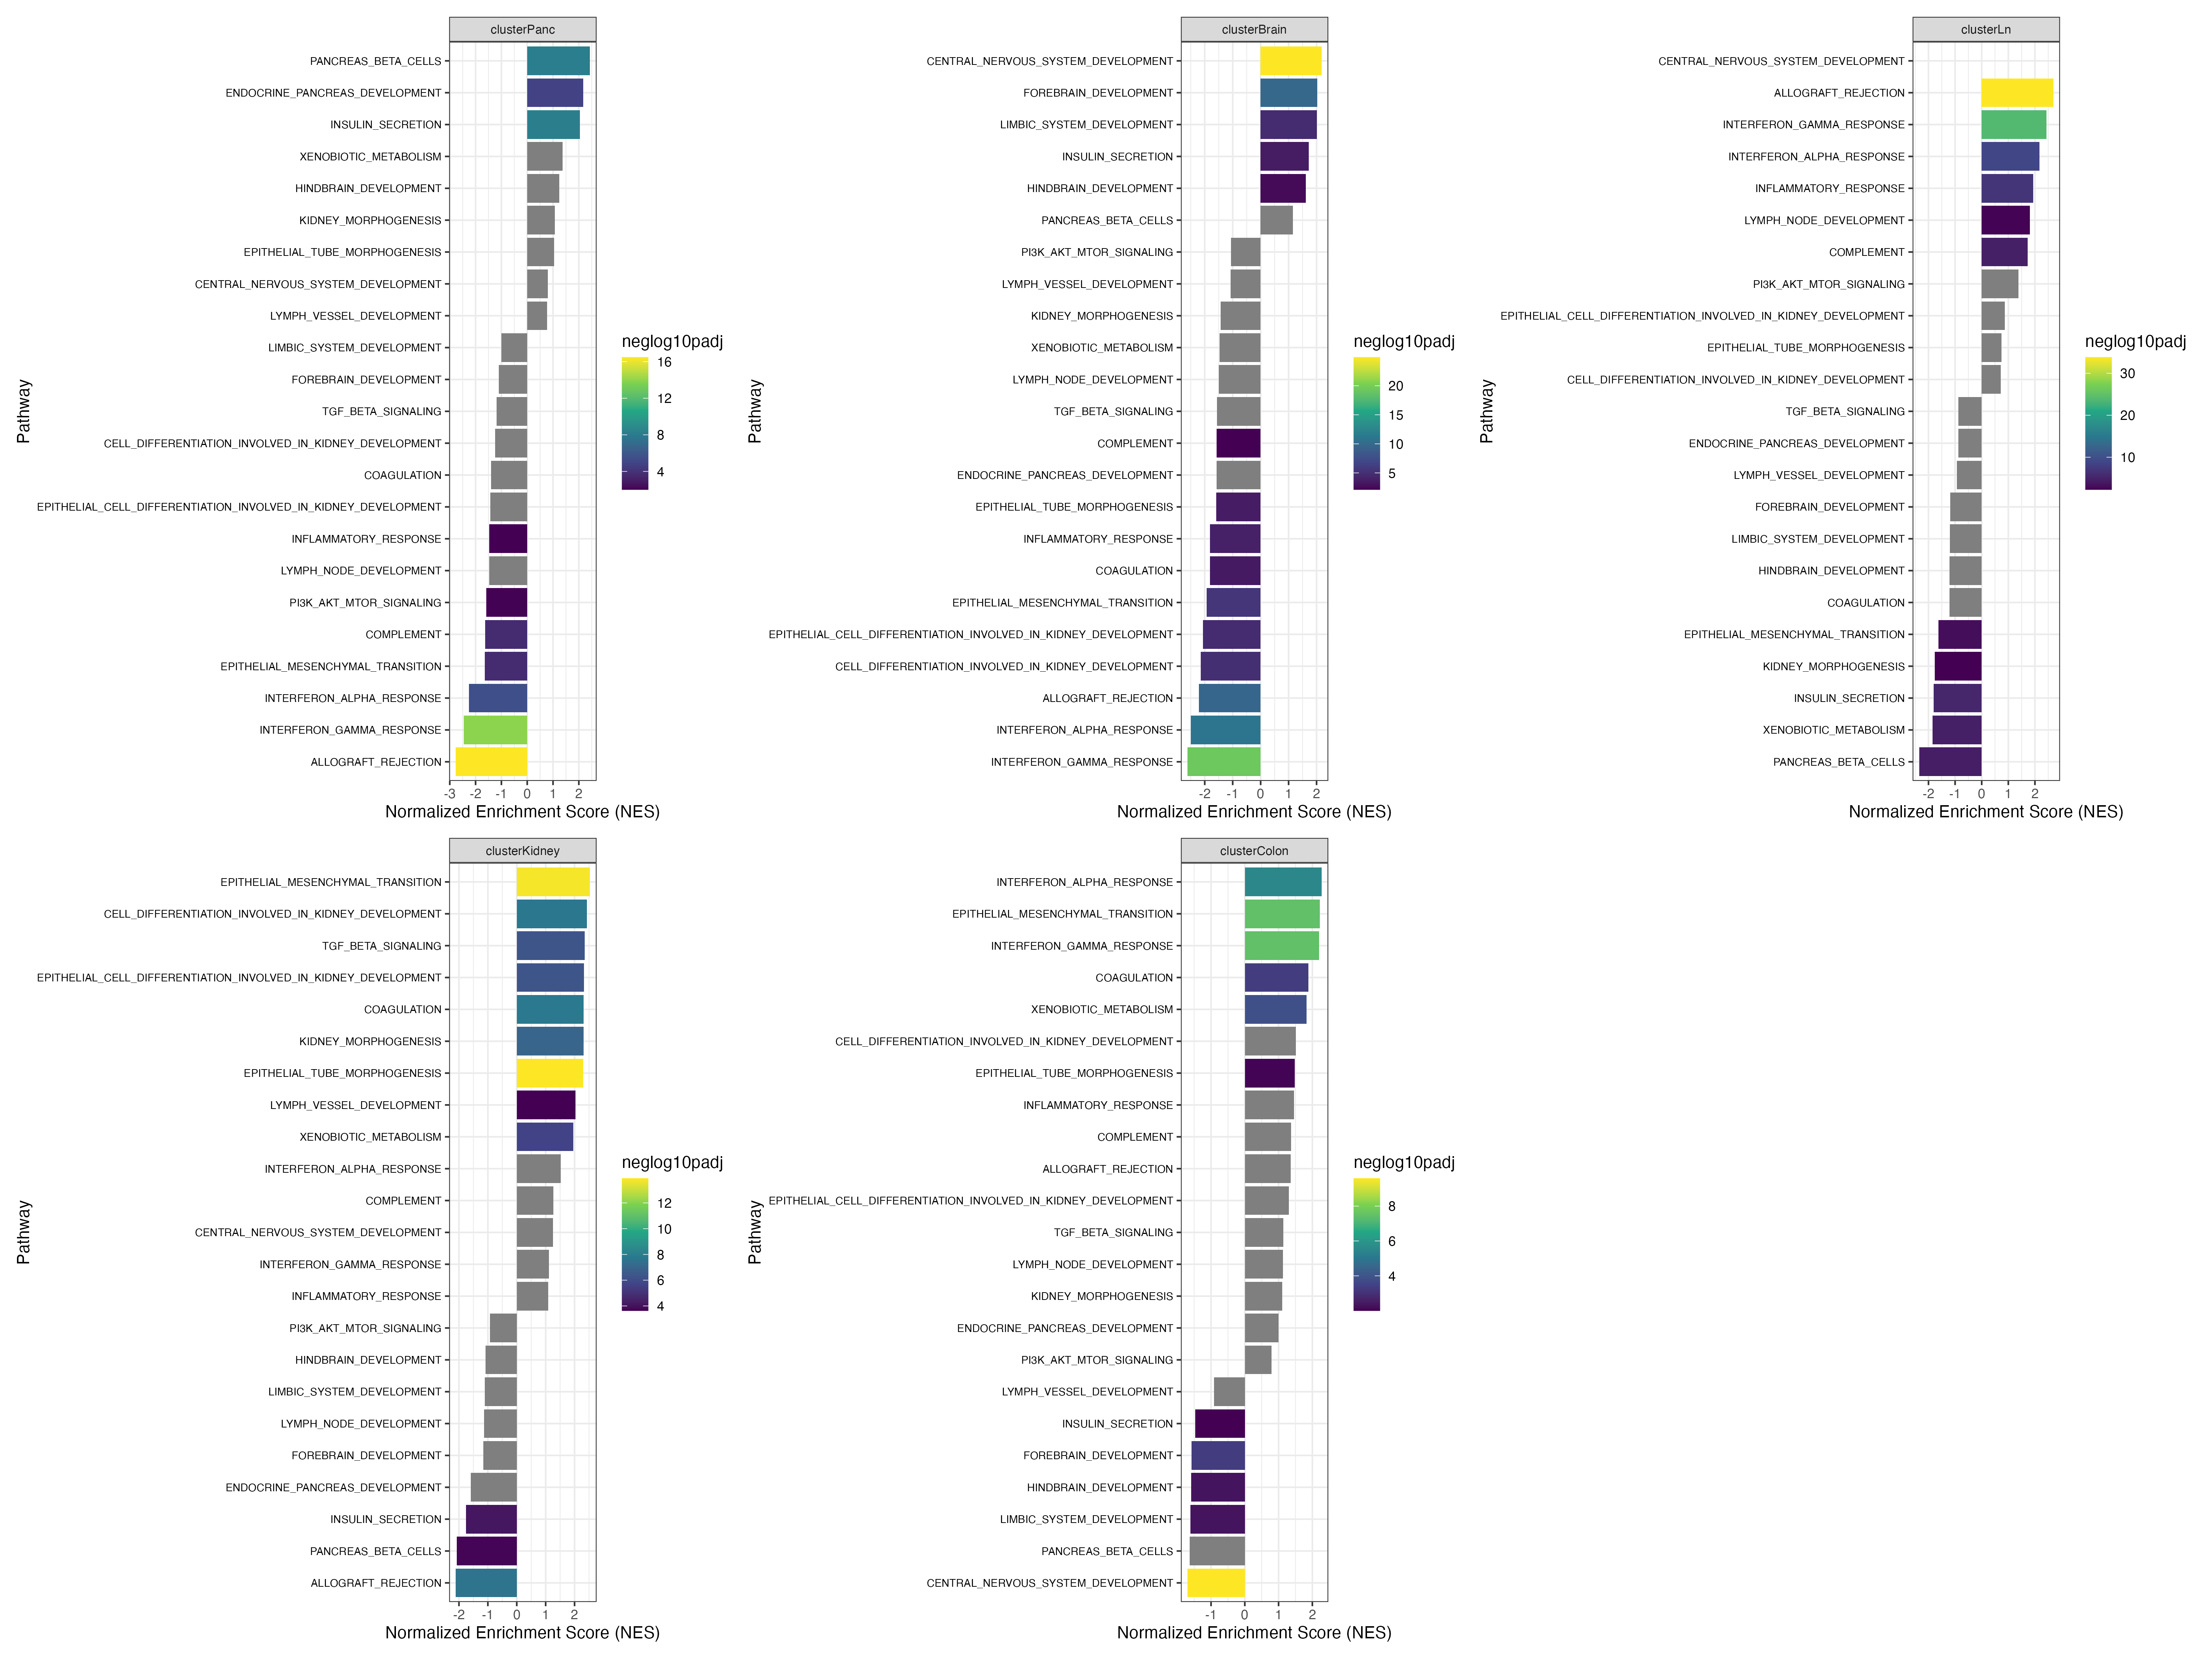 clusterPanc
PANCREAS_BETA_CELLS
ENDOCRINE_PANCREAS_DEVELOPMENT
INSULIN_SECRETION
XENOBIOTIC_METABOLISM
HINDBRAIN_DEVELOPMENT
KIDNEY_MORPHOGENESIS
EPITHELIAL_TUBE_MORPHOGENESIS
CENTRAL_NERVOUS_SYSTEM_DEVELOPMENT
LYMPH_VESSEL_DEVELOPMENT
LIMBIC_SYSTEM_DEVELOPMENT
FOREBRAIN_DEVELOPMENT
TGF_BETA_SIGNALING
CELL_DIFFERENTIATION_INVOLVED_IN_KIDNEY_DEVELOPMENT
COAGULATION
EPITHELIAL_CELL_DIFFERENTIATION_INVOLVED_IN_KIDNEY_DEVELOPMENT
INFLAMMATORY_RESPONSE
LYMPH_NODE_DEVELOPMENT
PI3K_AKT_MTOR_SIGNALING
COMPLEMENT
EPITHELIAL_MESENCHYMAL_TRANSITION
INTERFERON_ALPHA_RESPONSE
INTERFERON_GAMMA_RESPONSE
ALLOGRAFT_REJECTION
Pathway
-3 -2 -1 0 1 2
Normalized Enrichment Score (NES)
neglog10padj
16
12
8
4
clusterBrain
CENTRAL_NERVOUS_SYSTEM_DEVELOPMENT
FOREBRAIN_DEVELOPMENT
LIMBIC_SYSTEM_DEVELOPMENT
INSULIN_SECRETION
HINDBRAIN_DEVELOPMENT
PANCREAS_BETA_CELLS
PI3K_AKT_MTOR_SIGNALING
LYMPH_VESSEL_DEVELOPMENT
KIDNEY_MORPHOGENESIS
XENOBIOTIC_METABOLISM
LYMPH_NODE_DEVELOPMENT
TGF_BETA_SIGNALING
COMPLEMENT
ENDOCRINE_PANCREAS_DEVELOPMENT
EPITHELIAL_TUBE_MORPHOGENESIS
INFLAMMATORY_RESPONSE
COAGULATION
EPITHELIAL_MESENCHYMAL_TRANSITION
EPITHELIAL_CELL_DIFFERENTIATION_INVOLVED_IN_KIDNEY_DEVELOPMENT
CELL_DIFFERENTIATION_INVOLVED_IN_KIDNEY_DEVELOPMENT
ALLOGRAFT_REJECTION
INTERFERON_ALPHA_RESPONSE
INTERFERON_GAMMA_RESPONSE
Pathway
-2 -1 0 1 2
Normalized Enrichment Score (NES)
neglog10padj
20
15
10
5
clusterLn
CENTRAL_NERVOUS_SYSTEM_DEVELOPMENT
ALLOGRAFT_REJECTION
INTERFERON_GAMMA_RESPONSE
INTERFERON_ALPHA_RESPONSE
INFLAMMATORY_RESPONSE
LYMPH_NODE_DEVELOPMENT
COMPLEMENT
PI3K_AKT_MTOR_SIGNALING
EPITHELIAL_CELL_DIFFERENTIATION_INVOLVED_IN_KIDNEY_DEVELOPMENT
EPITHELIAL_TUBE_MORPHOGENESIS
CELL_DIFFERENTIATION_INVOLVED_IN_KIDNEY_DEVELOPMENT
TGF_BETA_SIGNALING
ENDOCRINE_PANCREAS_DEVELOPMENT
LYMPH_VESSEL_DEVELOPMENT
FOREBRAIN_DEVELOPMENT
LIMBIC_SYSTEM_DEVELOPMENT
HINDBRAIN_DEVELOPMENT
COAGULATION
EPITHELIAL_MESENCHYMAL_TRANSITION
KIDNEY_MORPHOGENESIS
INSULIN_SECRETION
XENOBIOTIC_METABOLISM
PANCREAS_BETA_CELLS
Pathway
-2 -1 0 1 2
Normalized Enrichment Score (NES)
neglog10padj
30
20
10
clusterKidney
EPITHELIAL_MESENCHYMAL_TRANSITION
CELL_DIFFERENTIATION_INVOLVED_IN_KIDNEY_DEVELOPMENT
TGF_BETA_SIGNALING
EPITHELIAL_CELL_DIFFERENTIATION_INVOLVED_IN_KIDNEY_DEVELOPMENT
COAGULATION
KIDNEY_MORPHOGENESIS
EPITHELIAL_TUBE_MORPHOGENESIS
LYMPH_VESSEL_DEVELOPMENT
XENOBIOTIC_METABOLISM
INTERFERON_ALPHA_RESPONSE
COMPLEMENT
CENTRAL_NERVOUS_SYSTEM_DEVELOPMENT
INTERFERON_GAMMA_RESPONSE
INFLAMMATORY_RESPONSE
PI3K_AKT_MTOR_SIGNALING
HINDBRAIN_DEVELOPMENT
LIMBIC_SYSTEM_DEVELOPMENT
LYMPH_NODE_DEVELOPMENT
FOREBRAIN_DEVELOPMENT
ENDOCRINE_PANCREAS_DEVELOPMENT
INSULIN_SECRETION
PANCREAS_BETA_CELLS
ALLOGRAFT_REJECTION
Pathway
-2 -1 0 1 2
Normalized Enrichment Score (NES)
neglog10padj
12
10
8
6
4
clusterColon
INTERFERON_ALPHA_RESPONSE
EPITHELIAL_MESENCHYMAL_TRANSITION
INTERFERON_GAMMA_RESPONSE
COAGULATION
XENOBIOTIC_METABOLISM
CELL_DIFFERENTIATION_INVOLVED_IN_KIDNEY_DEVELOPMENT
EPITHELIAL_TUBE_MORPHOGENESIS
INFLAMMATORY_RESPONSE
COMPLEMENT
ALLOGRAFT_REJECTION
EPITHELIAL_CELL_DIFFERENTIATION_INVOLVED_IN_KIDNEY_DEVELOPMENT
TGF_BETA_SIGNALING
LYMPH_NODE_DEVELOPMENT
KIDNEY_MORPHOGENESIS
ENDOCRINE_PANCREAS_DEVELOPMENT
PI3K_AKT_MTOR_SIGNALING
LYMPH_VESSEL_DEVELOPMENT
INSULIN_SECRETION
FOREBRAIN_DEVELOPMENT
HINDBRAIN_DEVELOPMENT
LIMBIC_SYSTEM_DEVELOPMENT
PANCREAS_BETA_CELLS
CENTRAL_NERVOUS_SYSTEM_DEVELOPMENT
Pathway
-1 0 1 2
Normalized Enrichment Score (NES)
neglog10padj
8
6
4